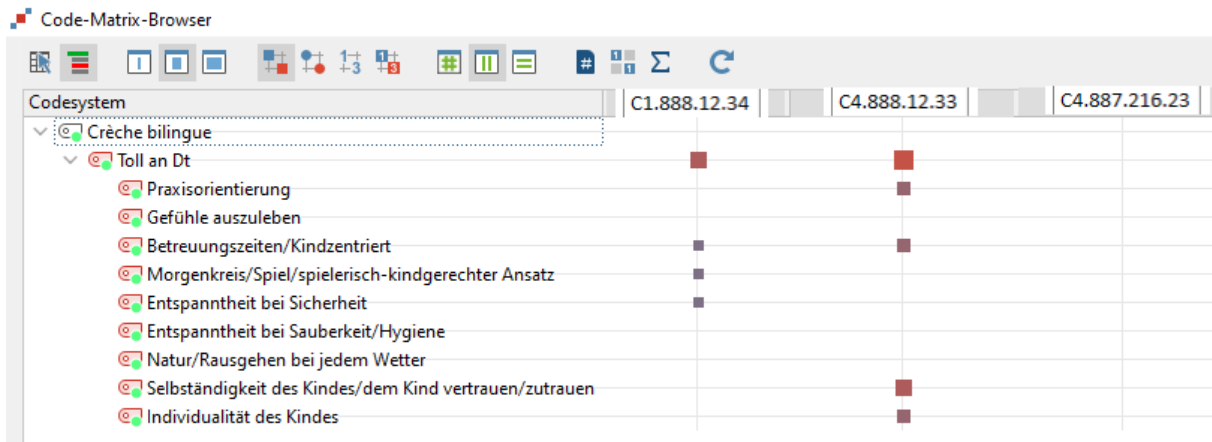 Code-Matrix-Browser
Codesystem C1.888.12.34 C4.888.12.33 C4.887.216.23
Crèche bilingue
Toll an Dt
Praxisorientierung
Gefühle auszuleben
Betreuungszeiten/Kindzentriert
Morgenkreis/Spiel/spielerisch-kindgerechter Ansatz
Entspanntheit bei Sicherheit
Entspanntheit bei Sauberkeit/Hygiene
Natur/Rausgehen bei jedem Wetter
Selbständigkeit des Kindes/dem Kind vertrauen/zutrauen
Individualität des Kindes